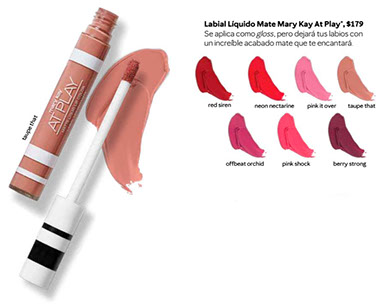 Labial Líquido Mate Mary Kay At Play*, $179
Se aplica como gloss, pero dejará tus labios con
un increíble acabado mate que te encantará.
red siren
neon nectarine
pink it over
taupe that
offbeat orchid
pink shock
berry strong
taupe that
mary kay
AT PLAY